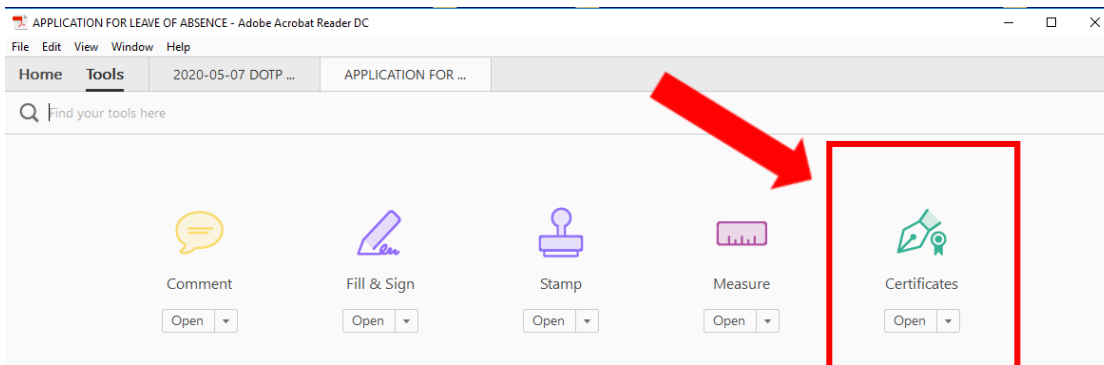 APPLICATION FOR LEAVE OF ABSENCE - Adobe Acrobat Reader DC
File Edit View Window Help
Home Tools 2020-05-07 DOTP ... APPLICATION FOR ...
Find your tools here
Comment Fill & Sign Stamp Measure Certificates
Open Open Open Open Open